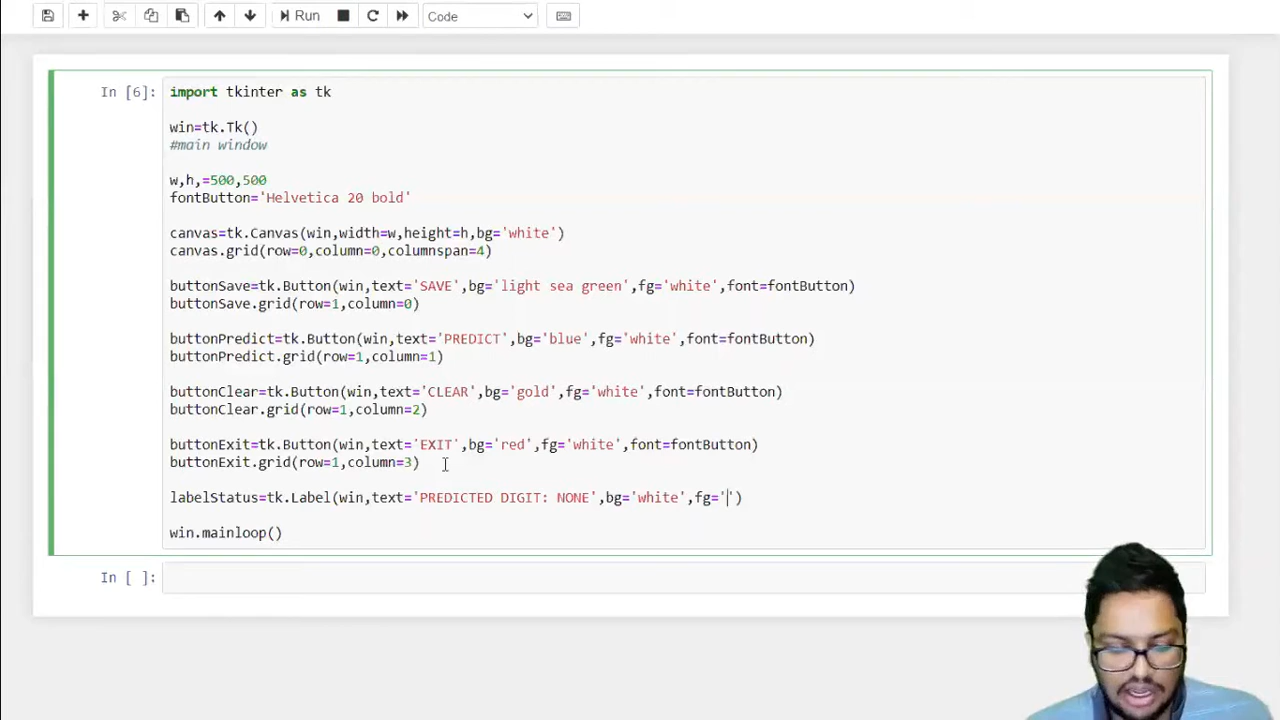 Run
Code
In [6]:
import tkinter as tk
win=tk.Tk()
#main window
w,h,=500,500
fontButton='Helvetica 20 bold'
canvas=tk.Canvas(win,width=w,height=h,bg='white')
canvas.grid(row=0,column=0,columnspan=4)
buttonSave=tk.Button(win,text='SAVE',bg='light sea green',fg='white',font=fontButton)
buttonSave.grid(row=1,column=0)
buttonPredict=tk.Button(win,text='PREDICT',bg='blue',fg='white',font=fontButton)
buttonPredict.grid(row=1,column=1)
buttonClear=tk.Button(win,text='CLEAR',bg='gold',fg='white',font=fontButton)
buttonClear.grid(row=1,column=2)
buttonExit=tk.Button(win,text='EXIT',bg='red',fg='white',font=fontButton)
buttonExit.grid(row=1,column=3)
labelStatus=tk.Label(win,text='PREDICTED DIGIT: NONE',bg='white',fg='')
win.mainloop()
In [ ]: